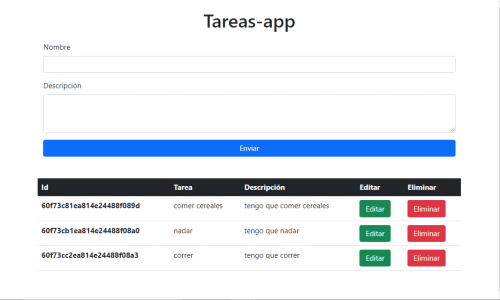 Tareas-app
Nombre
Descripción
Enviar
Id Tarea Descripción Editar Eliminar
60f73c81ea814e24488f089d comer cereales tengo que comer cereales Editar Eliminar
60f73cb1ea814e24488f08a0 nadar tengo que nadar Editar Eliminar
60f73cc2ea814e24488f08a3 correr tengo que correr Editar Eliminar